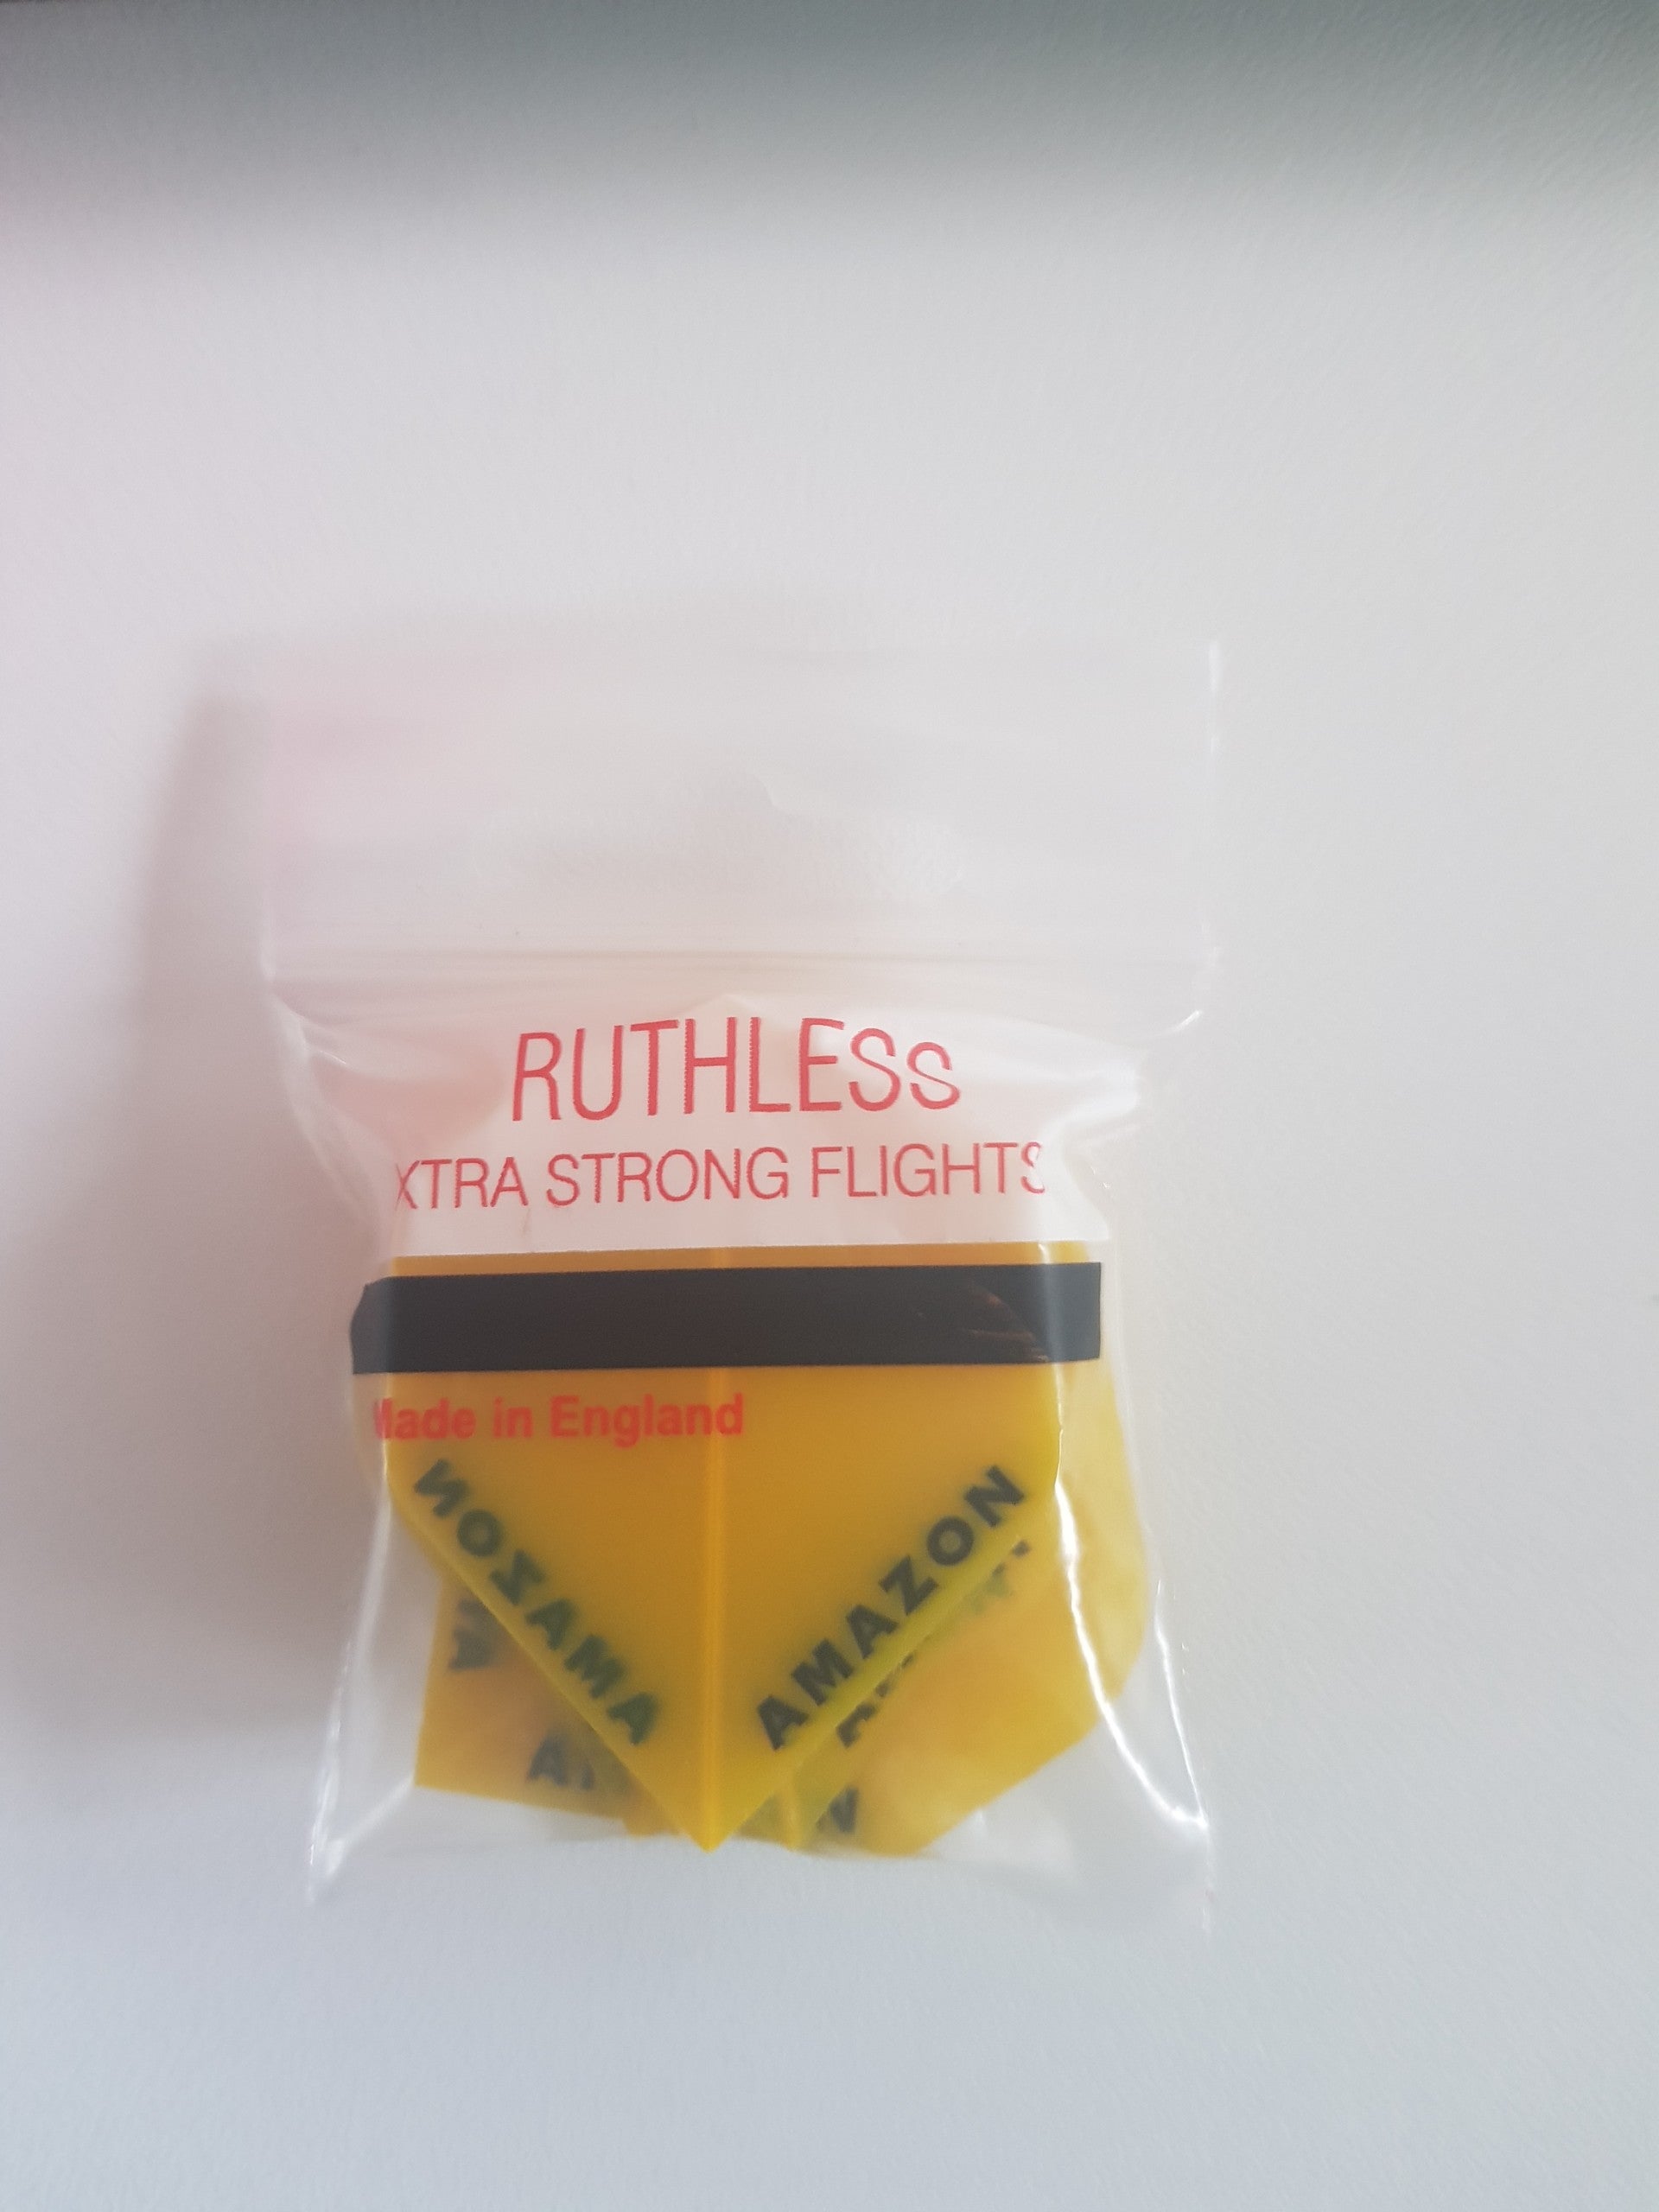 RUTHLESS
XTRA STRONG FLIGHTS
Made in England
AMAZON
AMAZON